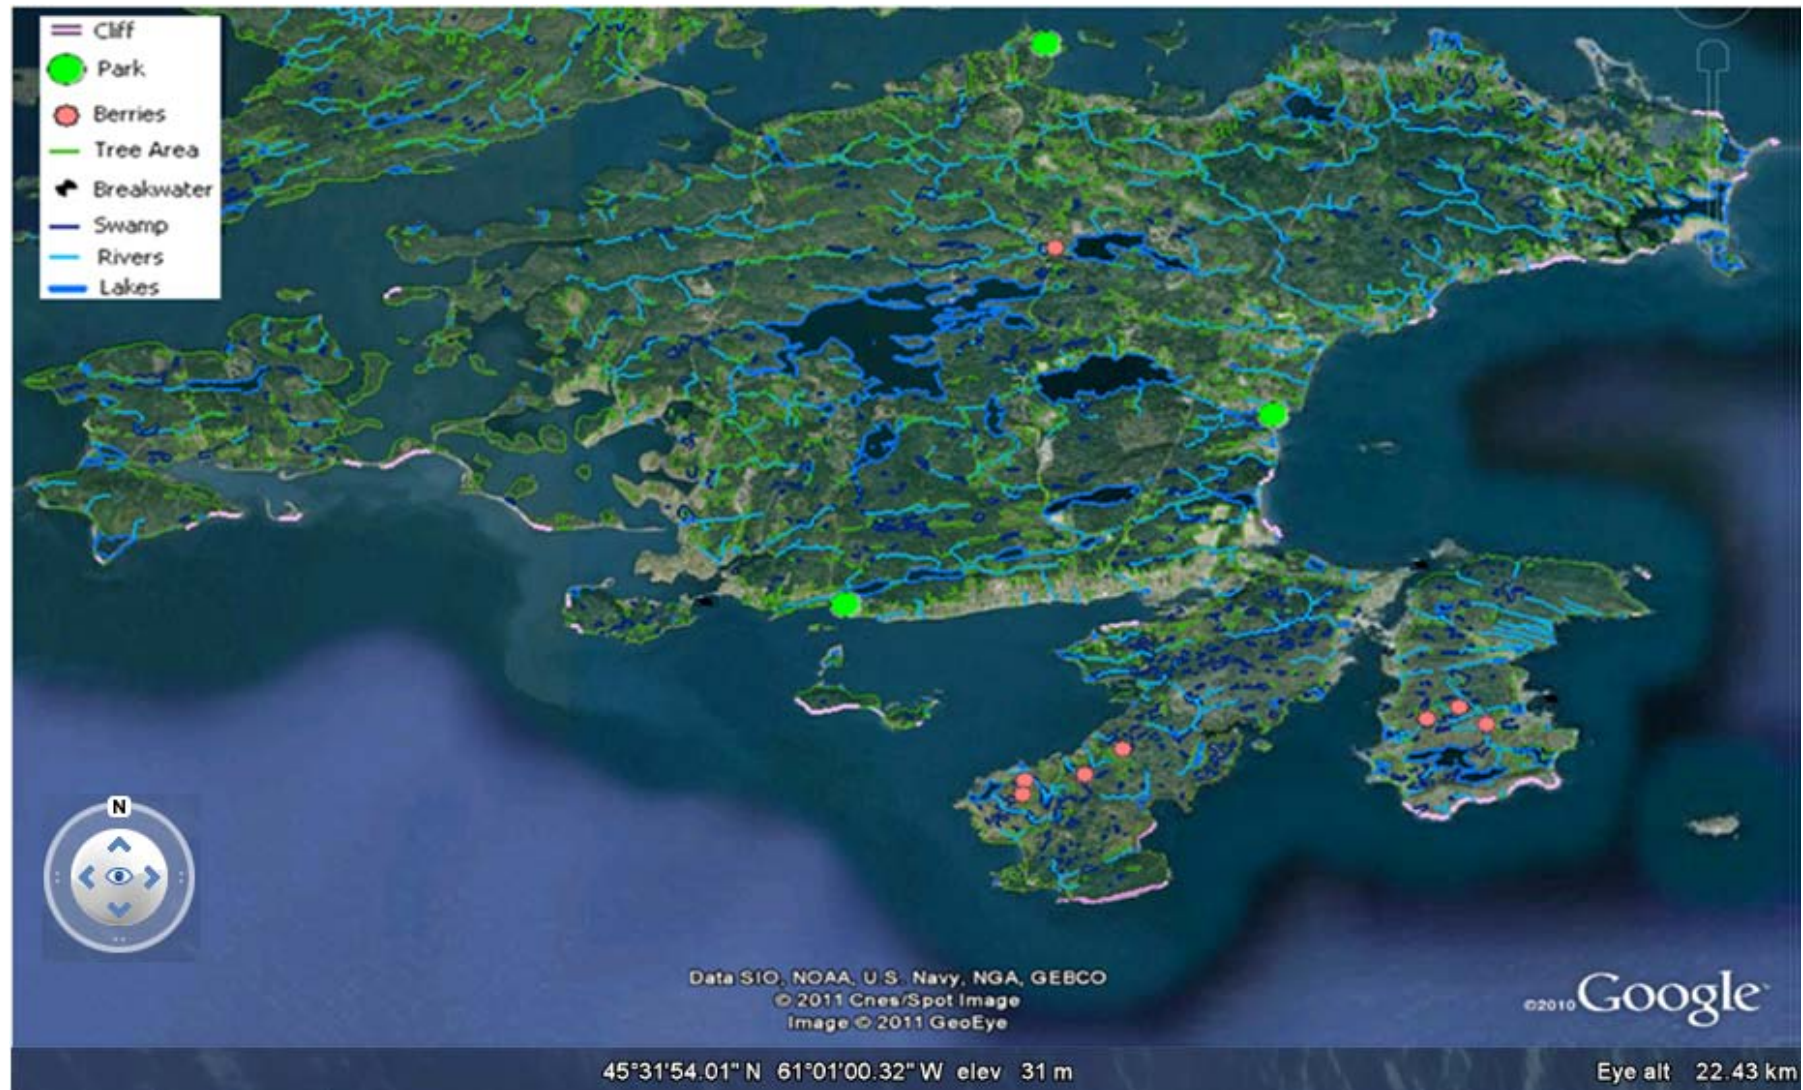 Cliff
Park
Berries
Tree Area
Breakwater
Swamp
Rivers
Lakes
N
Data SIO, NOAA, U.S. Navy, NGA, GEBCO
© 2011 Cnes/Spot Image
Image © 2011 GeoEye
©2010 Google
45°31'54.01" N 61°01'00.32" W elev 31 m
Eye alt 22.43 km